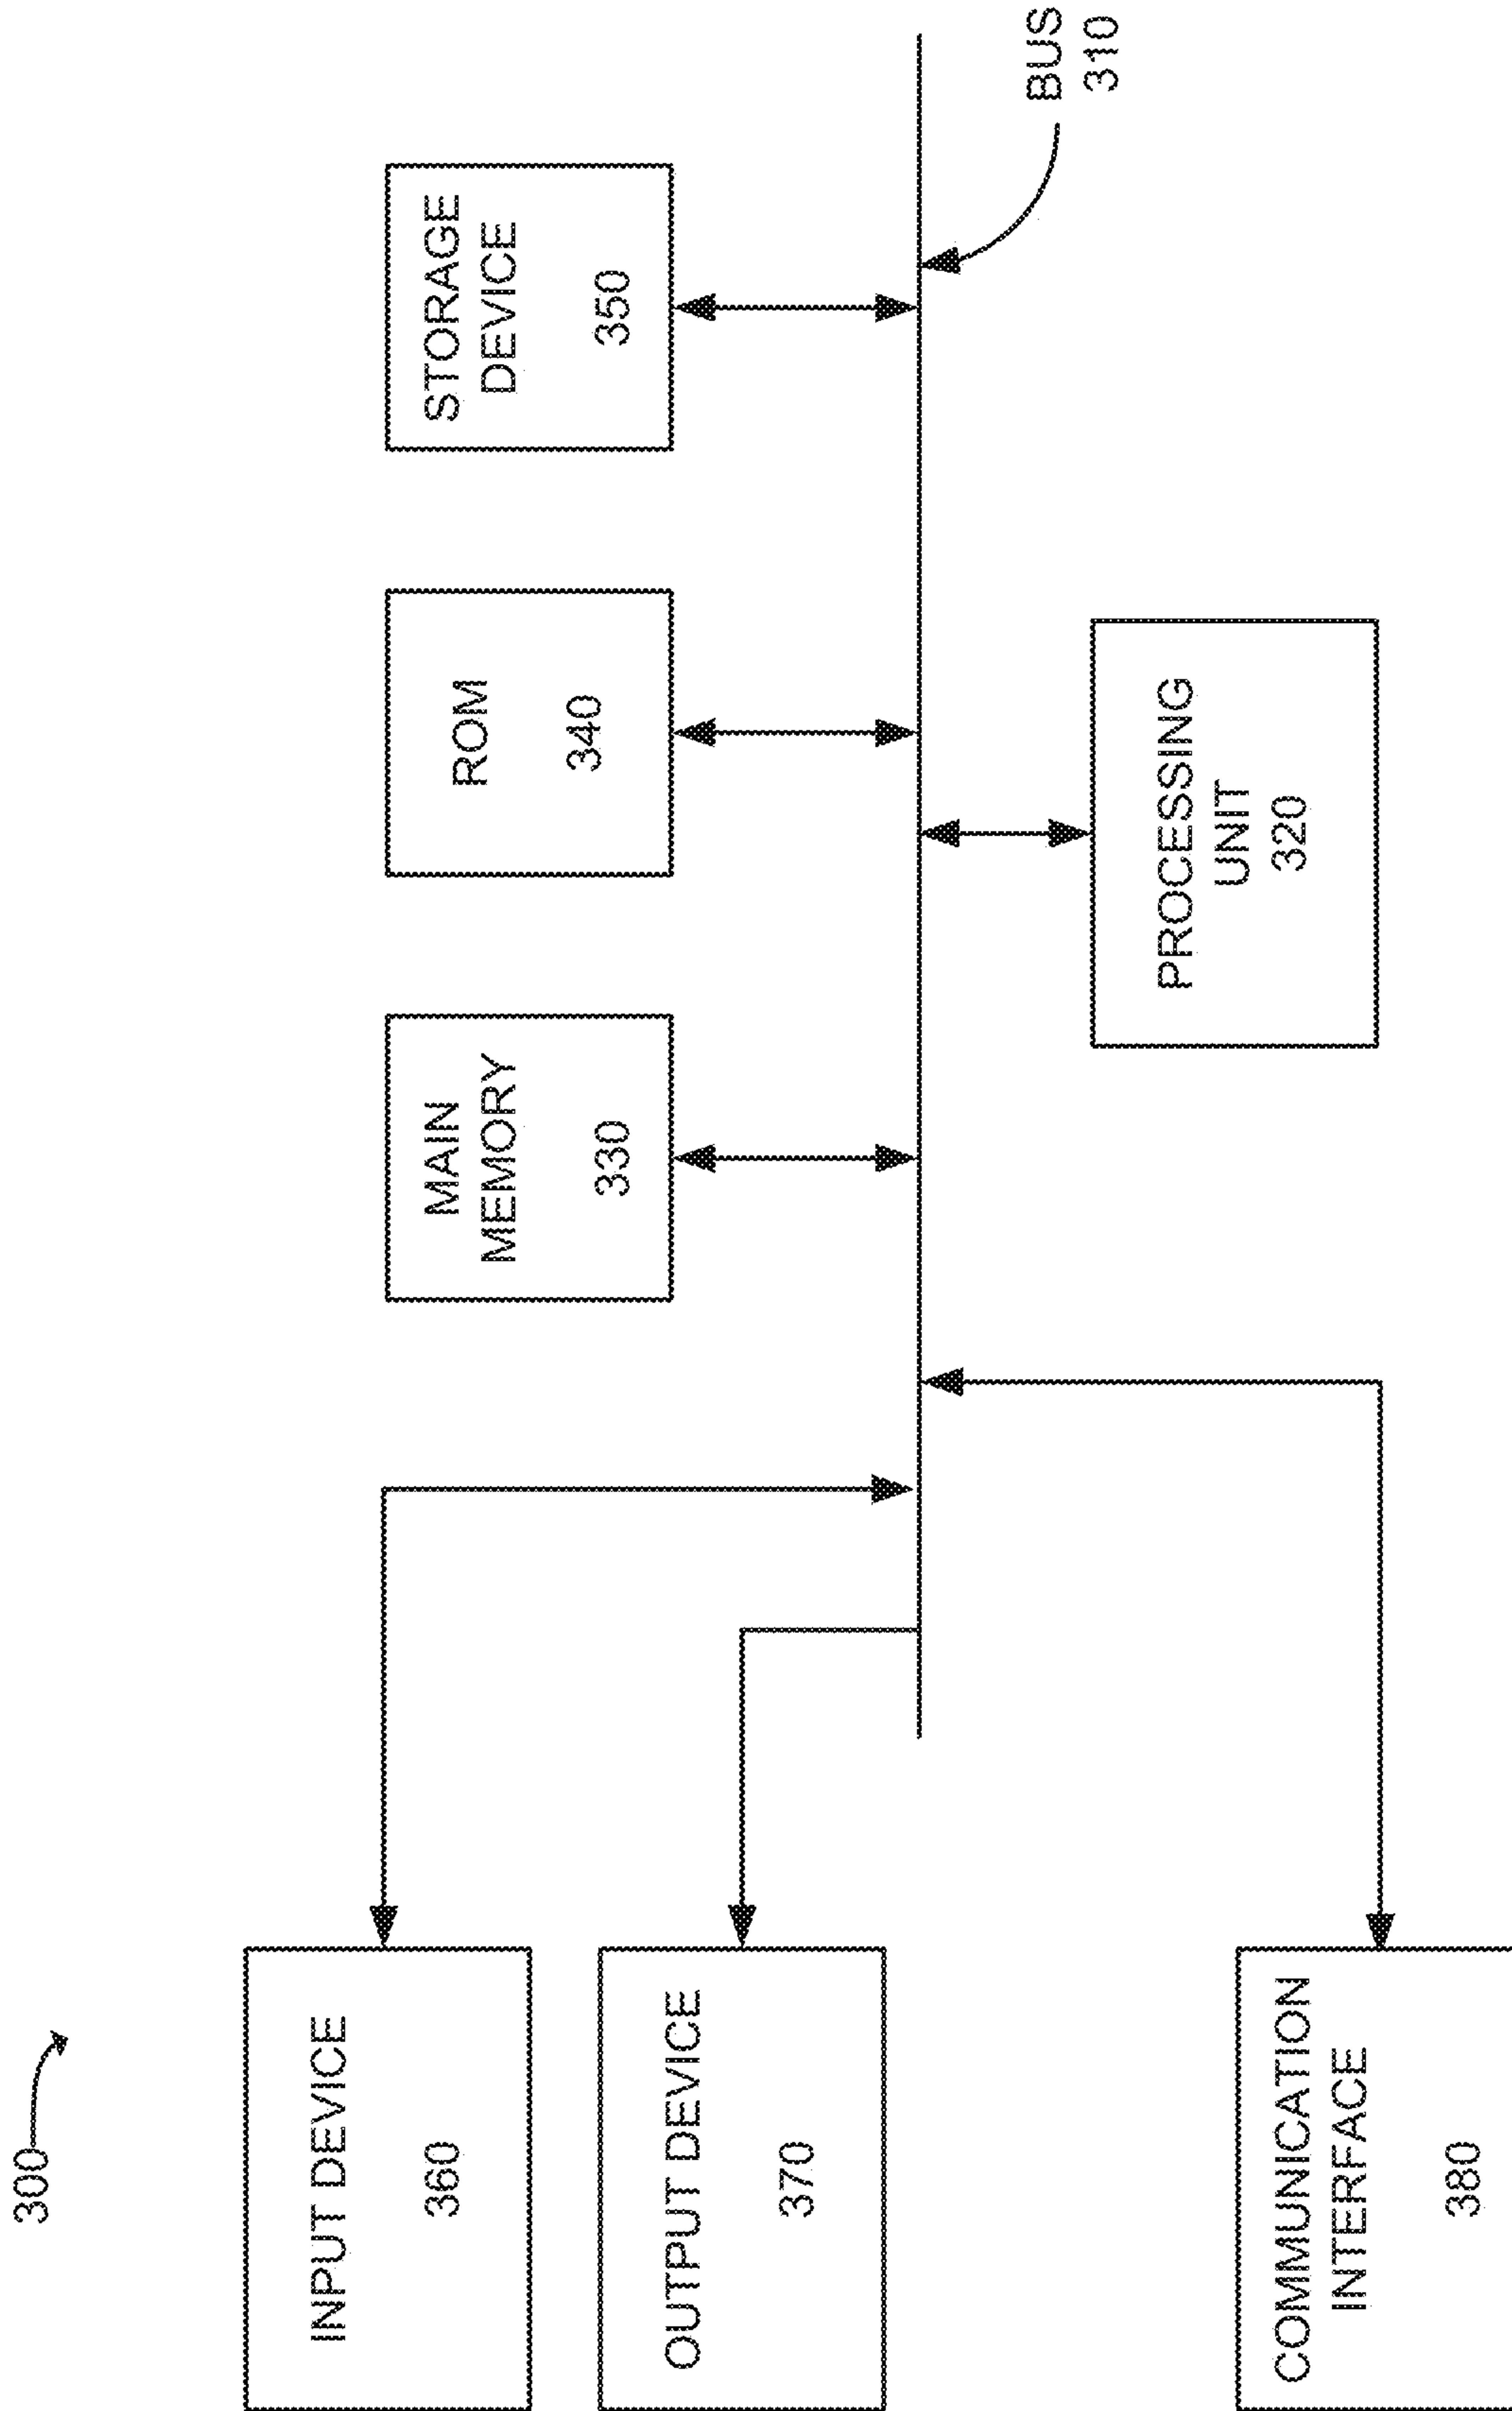 300
BUS
310
STORAGE
DEVICE
350
ROM
340
MAIN
MEMORY
330
PROCESSING
UNIT
320
INPUT DEVICE
360
OUTPUT DEVICE
370
COMMUNICATION
INTERFACE
380